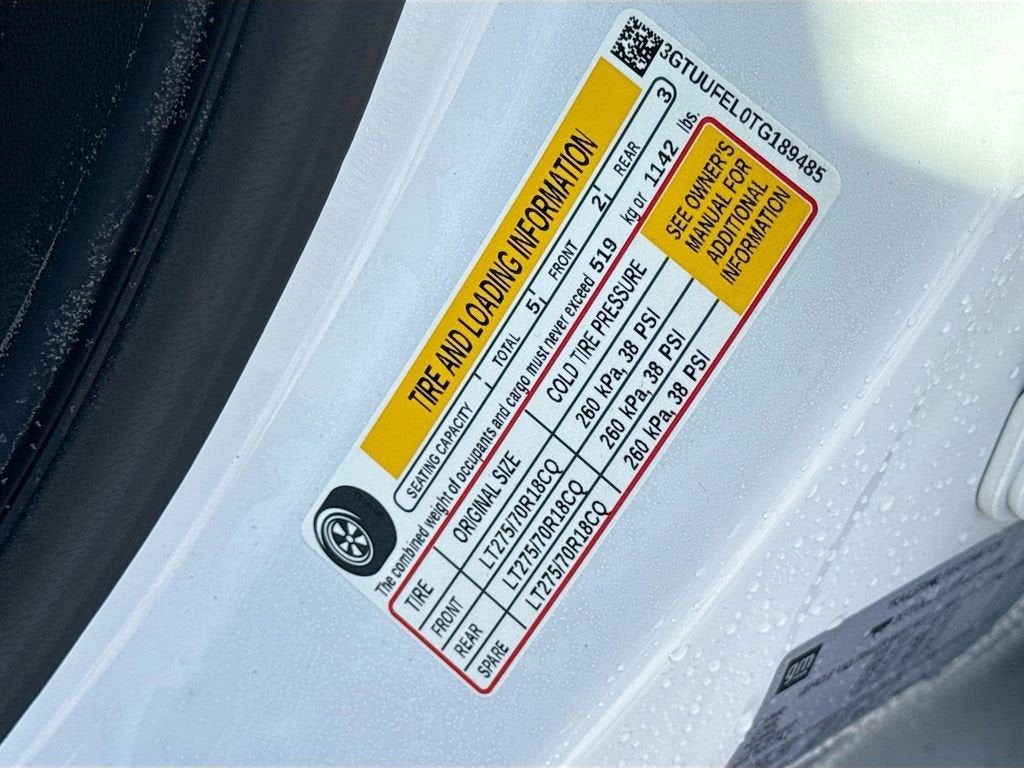 3GTUUFEL0TG189485
TIRE AND LOADING INFORMATION
SEATING CAPACITY TOTAL 5 FRONT 2 REAR 3
The combined weight of occupants and cargo must never exceed 519 kg or 1142 lbs.
TIRE ORIGINAL SIZE COLD TIRE PRESSURE
FRONT LT275/70R18CQ 260 kPa, 38 PSI
REAR LT275/70R18CQ 260 kPa, 38 PSI
SPARE LT275/70R18CQ 260 kPa, 38 PSI
SEE OWNER'S
MANUAL FOR
ADDITIONAL
INFORMATION
gm